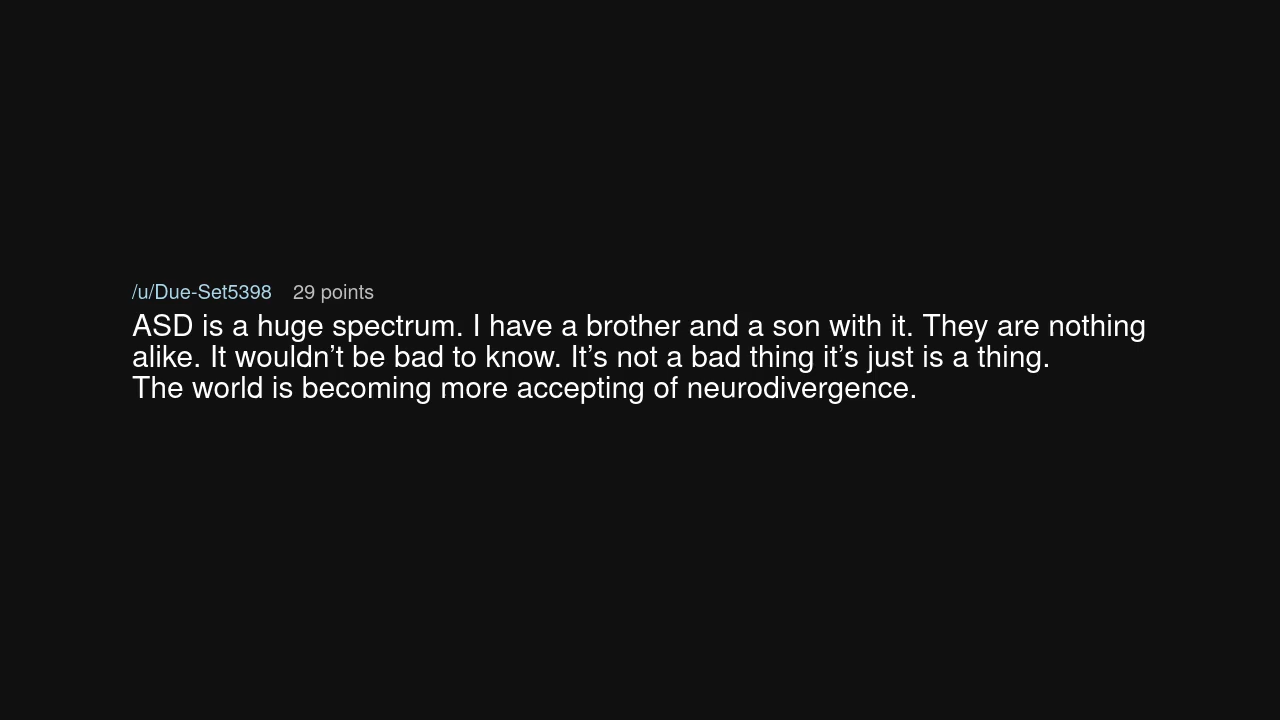 /u/Due-Set5398 29 points
ASD is a huge spectrum. I have a brother and a son with it. They are nothing
alike. It wouldn’t be bad to know. It’s not a bad thing it’s just is a thing.
The world is becoming more accepting of neurodivergence.